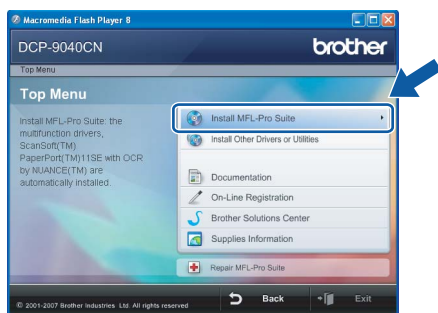 Macromedia Flash Player 8
DCP-9040CN
brother
Top Menu
Top Menu
Install MFL-Pro Suite: the
multifunction drivers,
ScanSoft(TM)
PaperPort(TM)11SE with OCR
by NUANCE(TM) are
automatically installed.
Install MFL-Pro Suite
Install Other Drivers or Utilities
Documentation
On-Line Registration
Brother Solutions Center
Supplies Information
Repair MFL-Pro Suite
© 2001-2007 Brother Industries Ltd. All rights reserved
Back
Exit